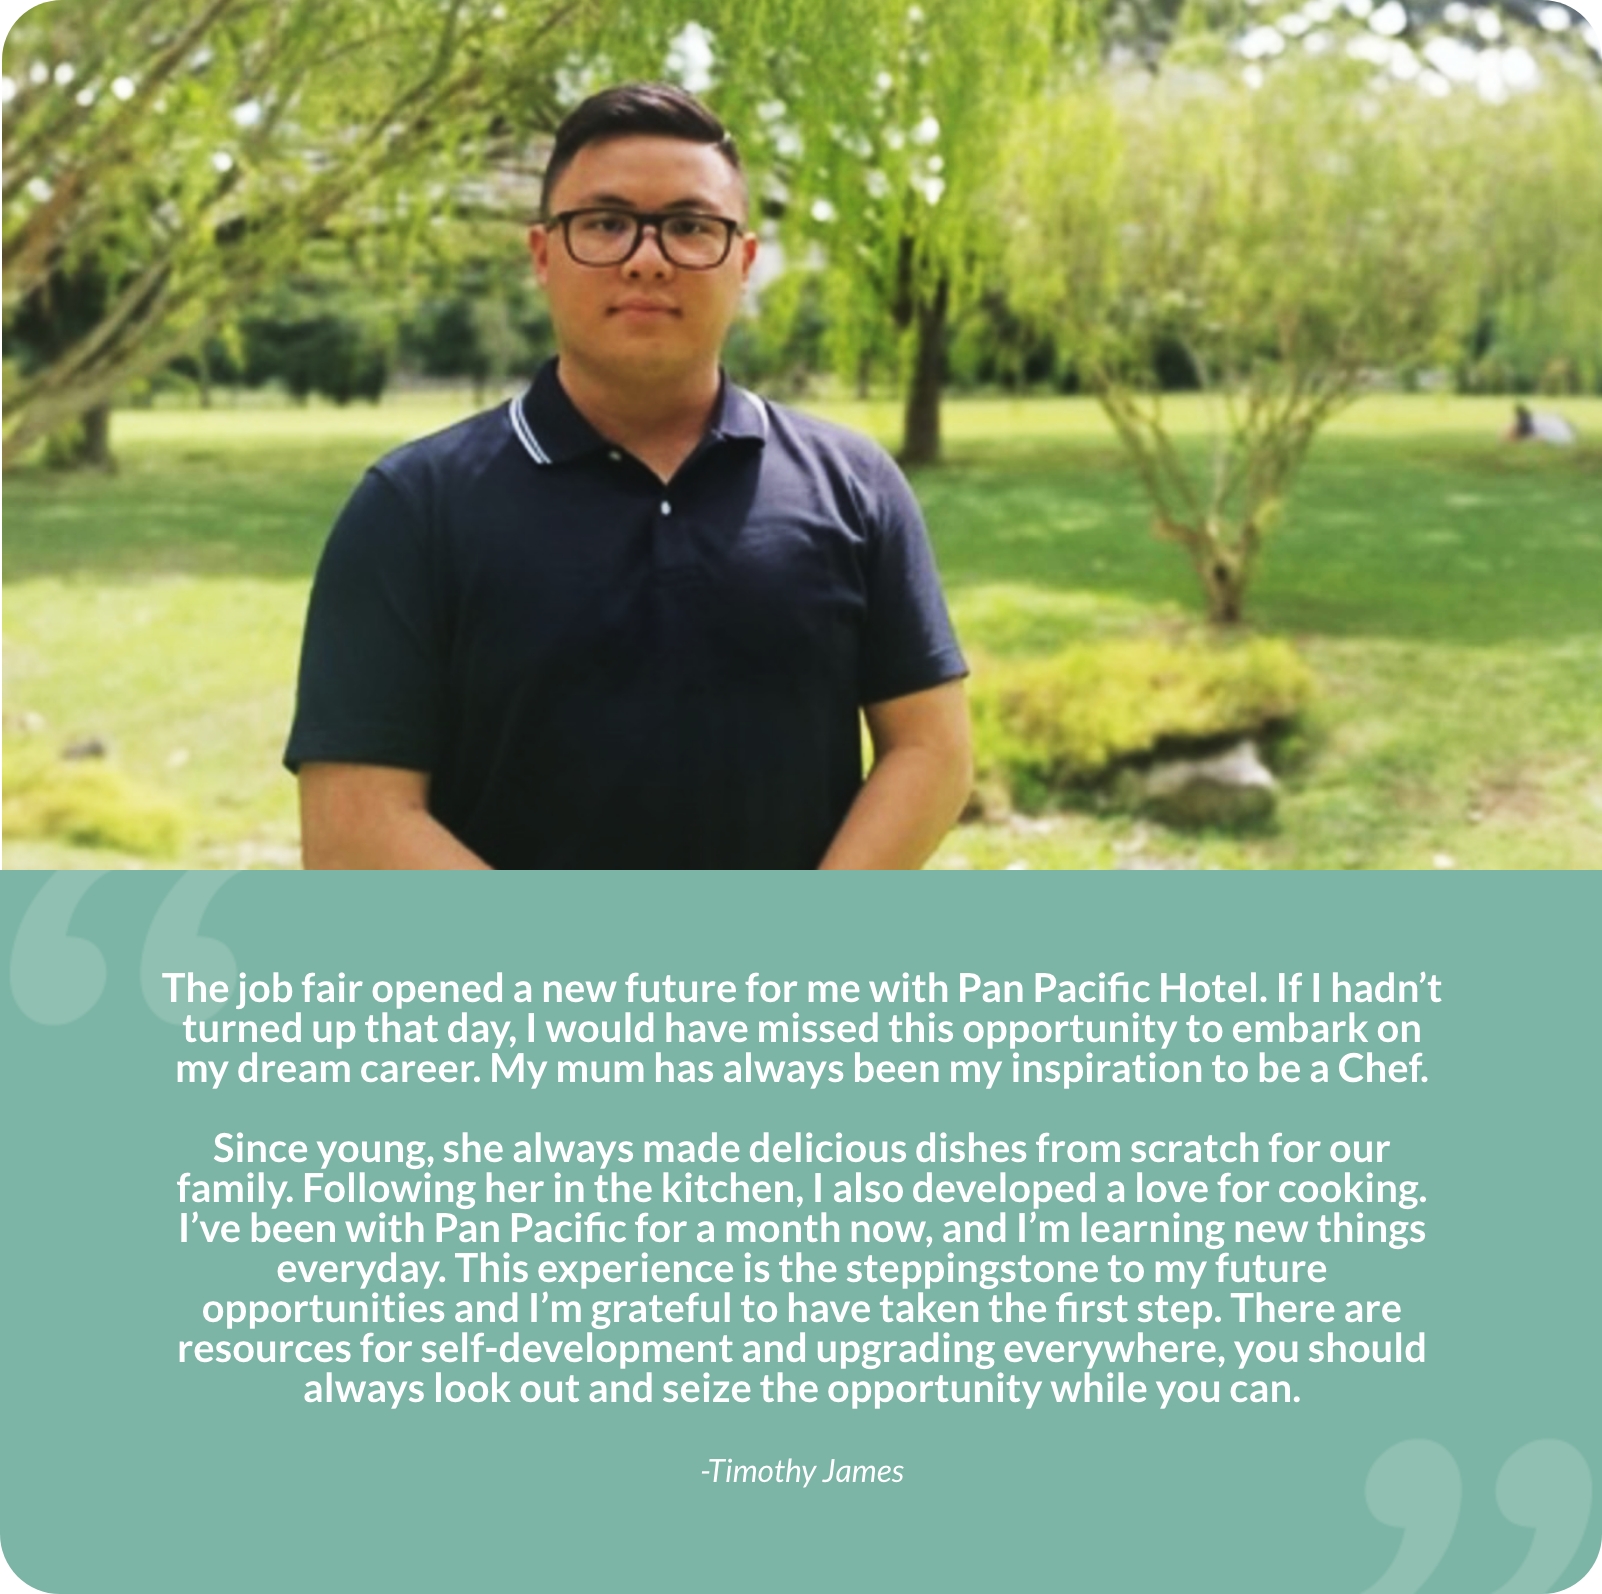 The job fair opened a new future for me with Pan Pacific Hotel. If I hadn’t
turned up that day, I would have missed this opportunity to embark on
my dream career. My mum has always been my inspiration to be a Chef.
Since young, she always made delicious dishes from scratch for our
family. Following her in the kitchen, I also developed a love for cooking.
I’ve been with Pan Pacific for a month now, and I’m learning new things
everyday. This experience is the steppingstone to my future
opportunities and I’m grateful to have taken the first step. There are
resources for self-development and upgrading everywhere, you should
always look out and seize the opportunity while you can.
-Timothy James